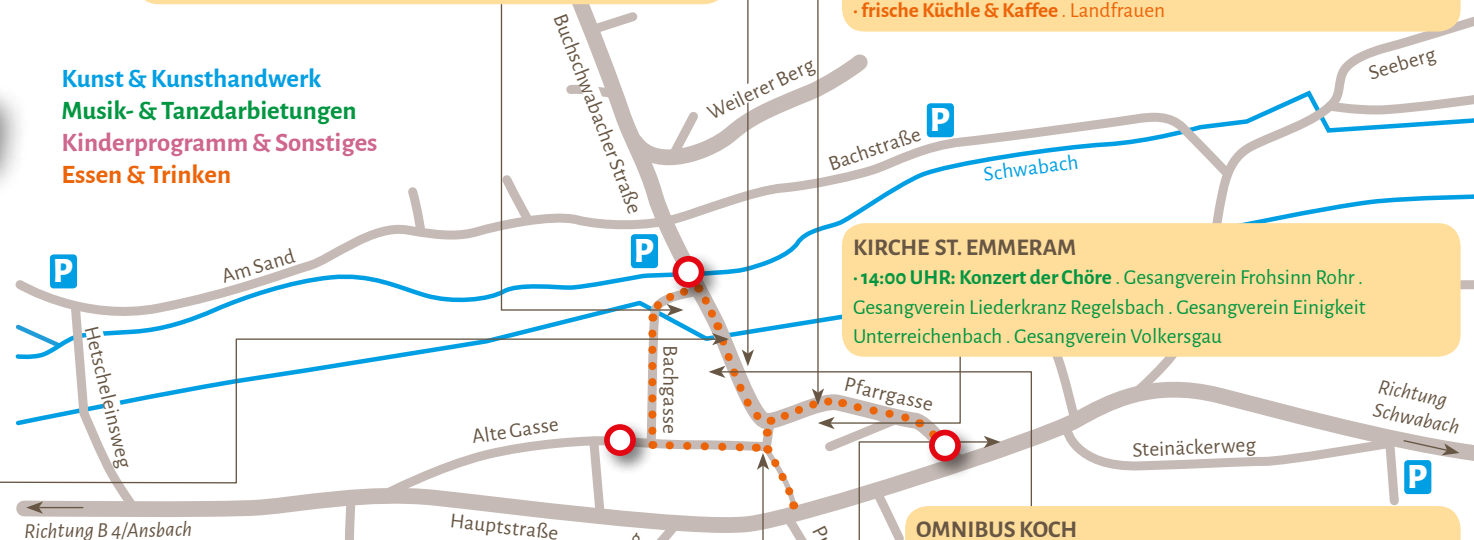 · frische Küchle & Kaffee . Landfrauen
Kunst & Kunsthandwerk
Musik- & Tanzdarbietungen
Kinderprogramm & Sonstiges
Essen & Trinken
Buchschwabacher Straße
Weilerer Berg
Seeberg
P
Bachstraße
Schwabach
P
P
Am Sand
KIRCHE ST. EMMERAM
· 14:00 UHR: Konzert der Chöre . Gesangverein Frohsinn Rohr .
Gesangverein Liederkranz Regelsbach . Gesangverein Einigkeit
Unterreichenbach . Gesangverein Volkersgau
Hetscheleinsweg
Bachgasse
Pfarrgasse
Richtung
Schwabach
Alte Gasse
Steinäckerweg
P
Richtung B 4/Ansbach
Hauptstraße
OMNIBUS KOCH